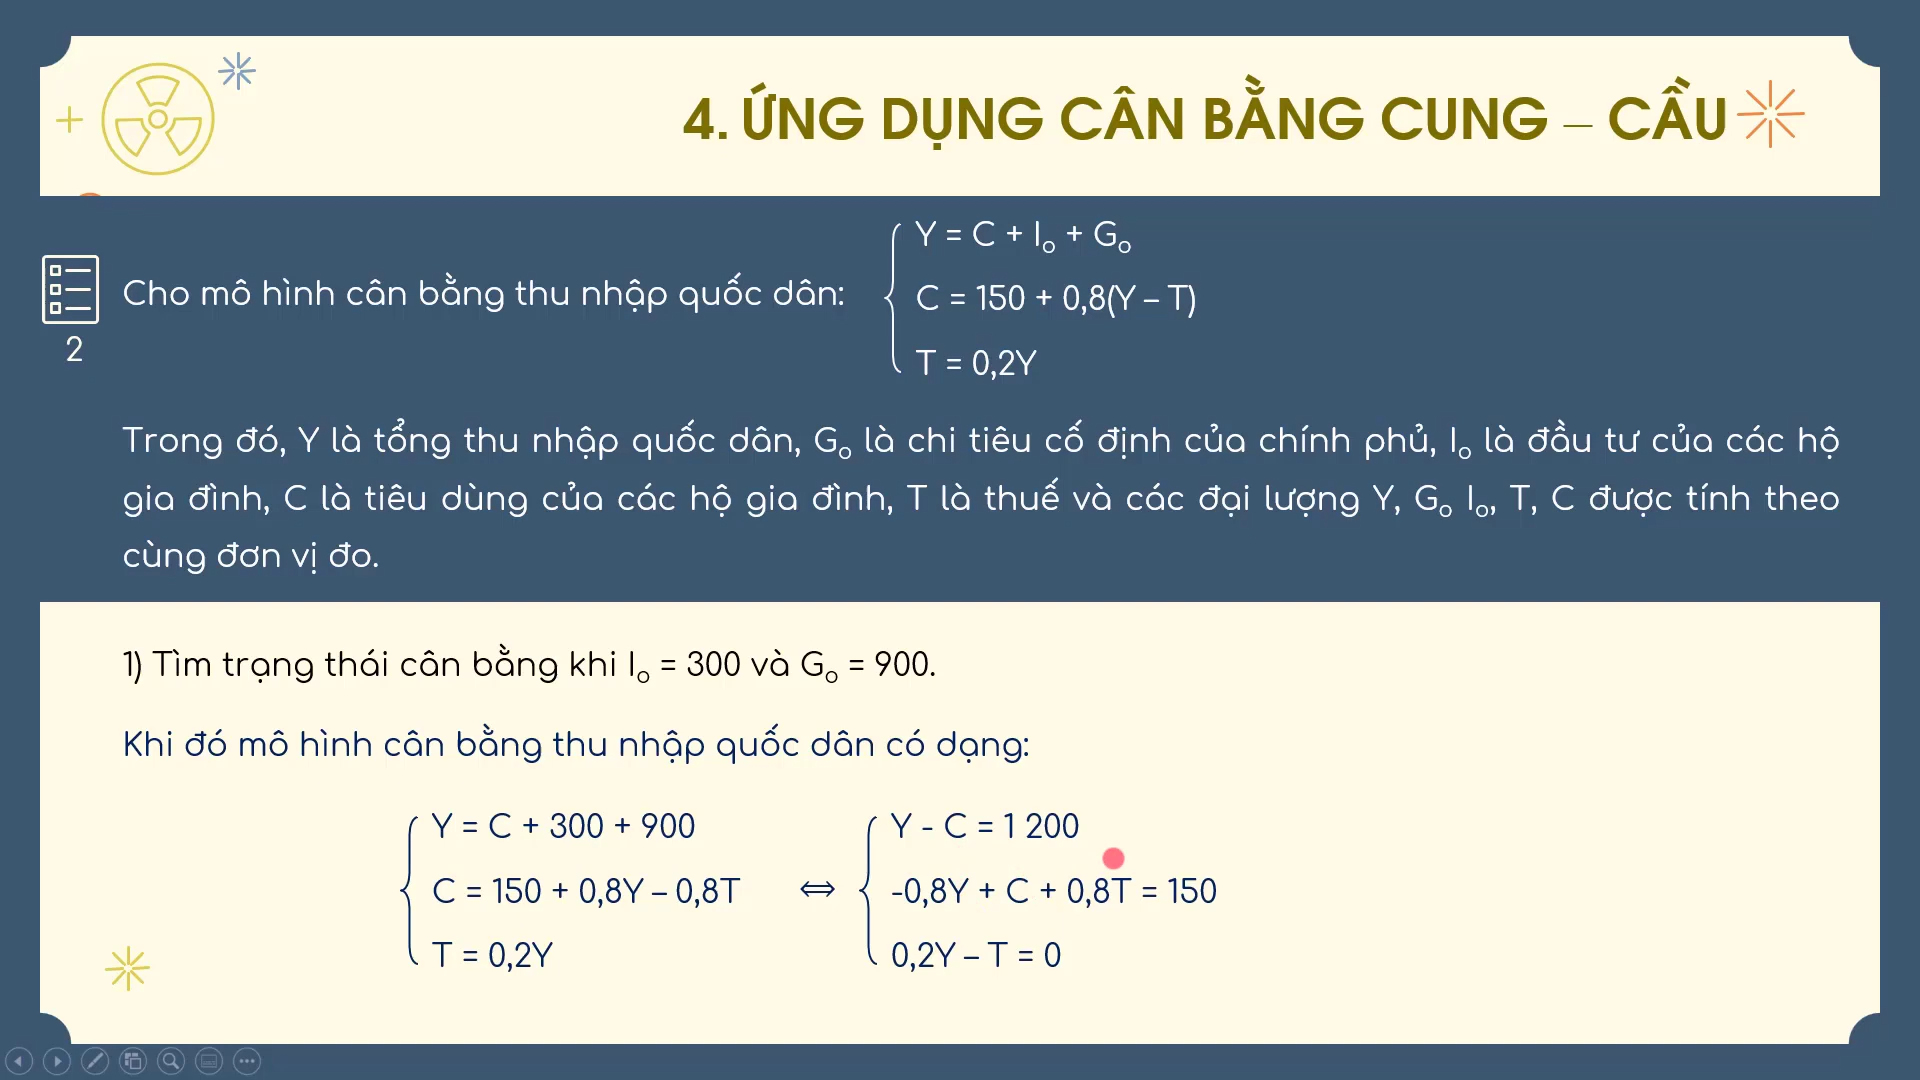 4. ỨNG DỤNG CÂN BẰNG CUNG – CẦU
Y = C + Iₒ + Gₒ
Cho mô hình cân bằng thu nhập quốc dân:
C = 150 + 0,8(Y – T)
2
T = 0,2Y
Trong đó, Y là tổng thu nhập quốc dân, Gₒ là chi tiêu cố định của chính phủ, Iₒ là đầu tư của các hộ
gia đình, C là tiêu dùng của các hộ gia đình, T là thuế và các đại lượng Y, Gₒ Iₒ, T, C được tính theo
cùng đơn vị đo.
1) Tìm trạng thái cân bằng khi Iₒ = 300 và Gₒ = 900.
Khi đó mô hình cân bằng thu nhập quốc dân có dạng:
Y = C + 300 + 900
C = 150 + 0,8Y – 0,8T
T = 0,2Y
⇔
Y - C = 1 200
-0,8Y + C + 0,8T = 150
0,2Y – T = 0